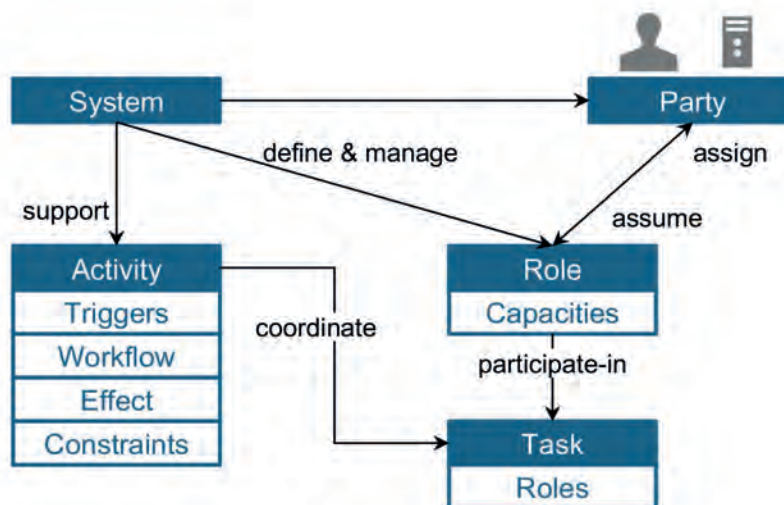 System
Party
define & manage
assign
support
assume
Activity
Role
Triggers
Capacities
coordinate
Workflow
participate-in
Effect
Constraints
Task
Roles